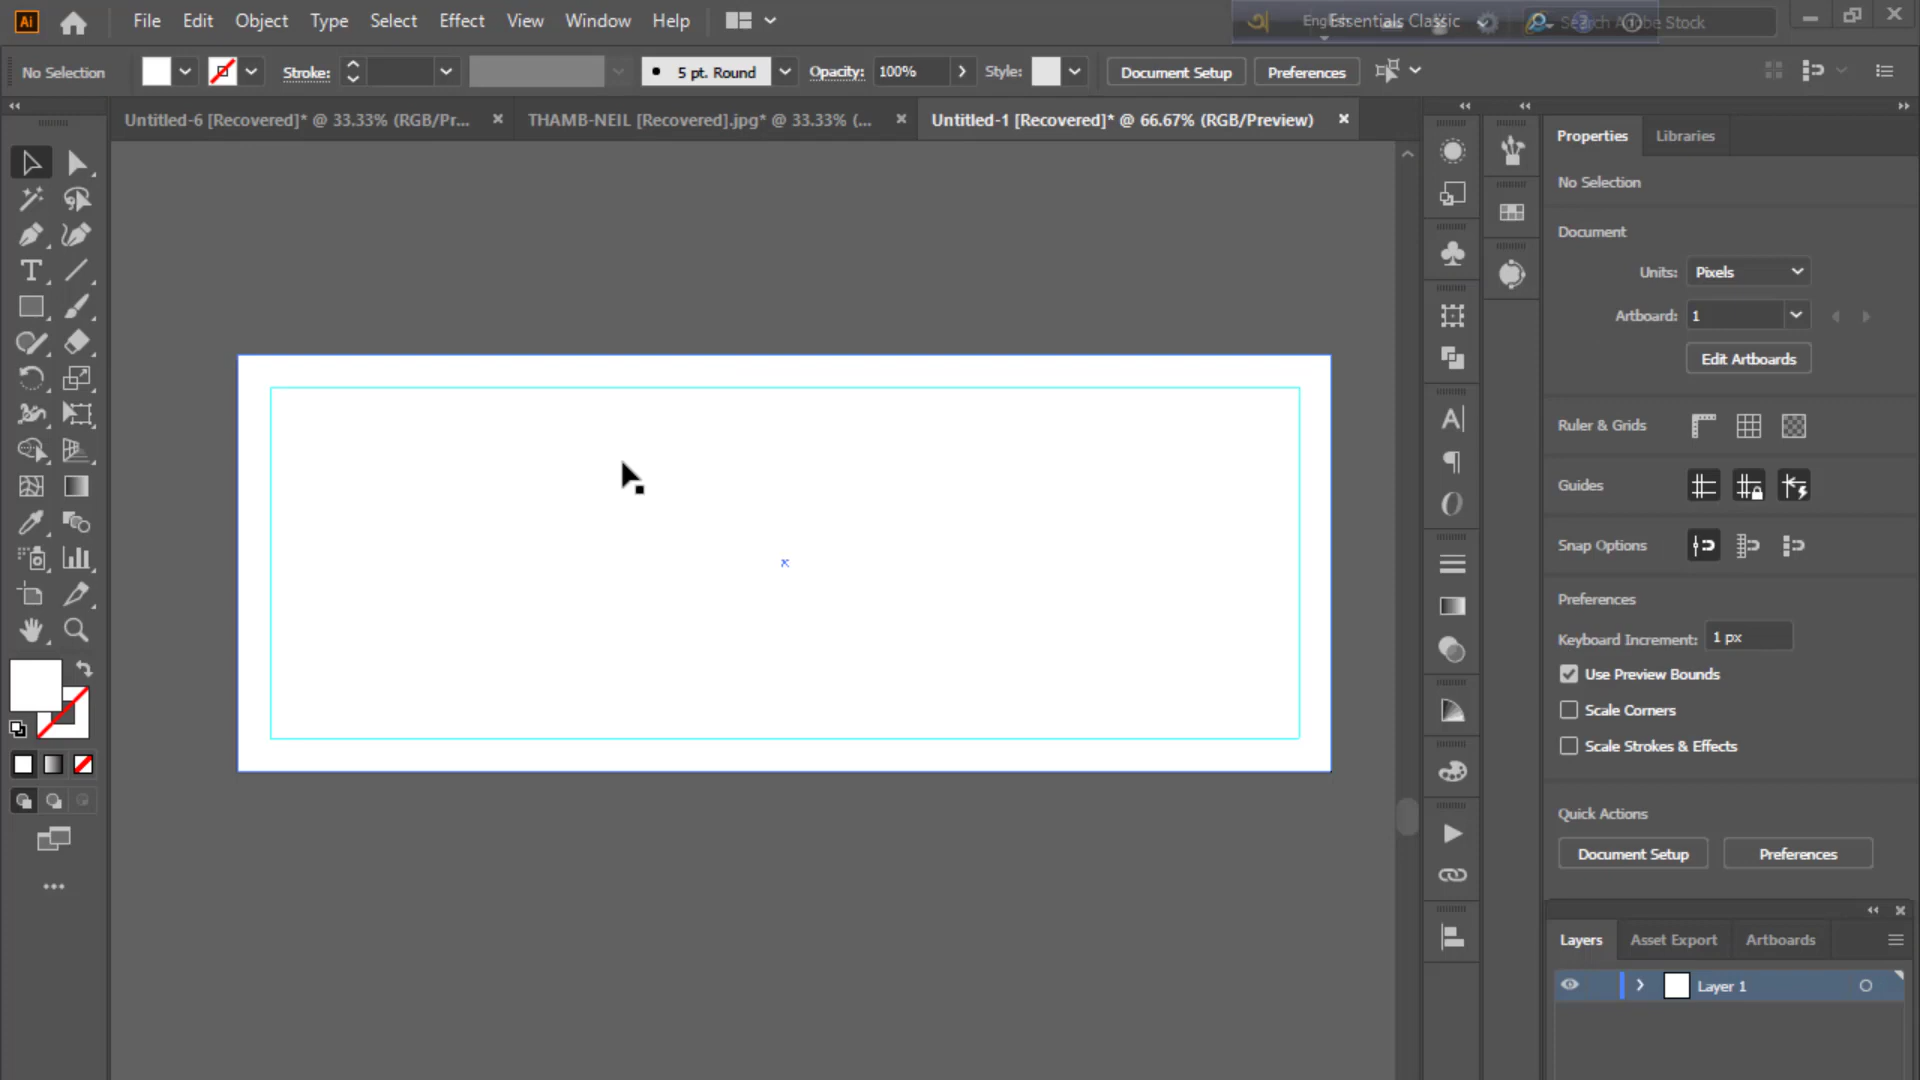 Ai File Edit Object Type Select Effect View Window Help Essentials Classic Search Adobe Stock
No Selection Stroke: 5 pt. Round Opacity: 100% Style: Document Setup Preferences
Untitled-6 [Recovered]* @ 33.33% (RGB/Pr... THAMB-NEIL [Recovered].jpg* @ 33.33% (... Untitled-1 [Recovered]* @ 66.67% (RGB/Preview)
Properties Libraries
No Selection
Document
Units: Pixels
Artboard: 1
Edit Artboards
Ruler & Grids
Guides
Snap Options
Preferences
Keyboard Increment: 1 px
Use Preview Bounds
Scale Corners
Scale Strokes & Effects
Quick Actions
Document Setup Preferences
Layers Asset Export Artboards
Layer 1